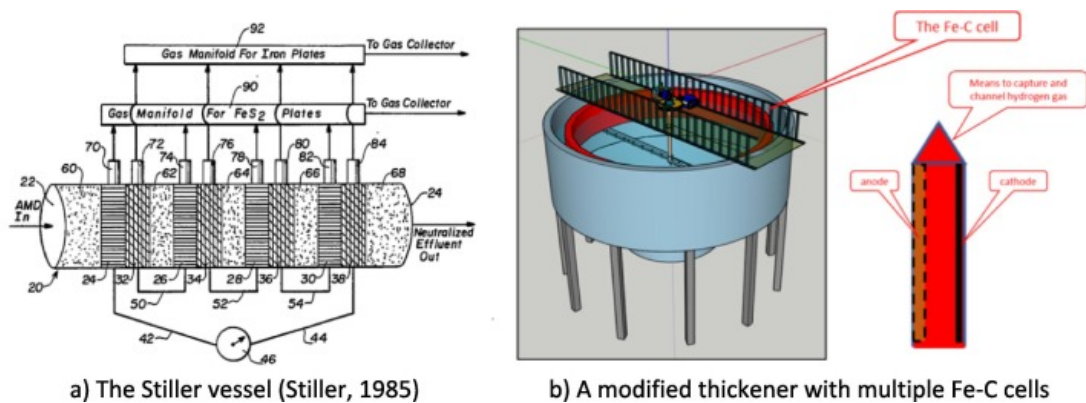 92
Gas Manifold For Iron Plates
To Gas Collector
90
Gas Manifold For FeS2 Plates
To Gas Collector
70
72
74
76
78
80
82
84
60
62
64
66
68
22
24
AMD
In
Neutralized
Effluent
Out
20
24
32
26
34
28
36
30
38
50
52
54
42
44
46
a) The Stiller vessel (Stiller, 1985)
The Fe-C cell
Means to capture and
channel hydrogen gas
anode
cathode
b) A modified thickener with multiple Fe-C cells